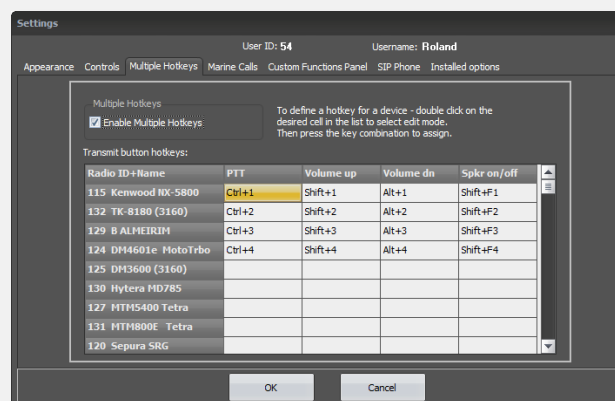 Settings
User ID: 54 Username: Roland
Appearance Controls Multiple Hotkeys Marine Calls Custom Functions Panel SIP Phone Installed options
Multiple Hotkeys
Enable Multiple Hotkeys
To define a hotkey for a device - double click on the
desired cell in the list to select edit mode.
Then press the key combination to assign.
Transmit button hotkeys:
Radio ID+Name PTT Volume up Volume dn Spkr on/off
115 Kenwood NX-5800 Ctrl+1 Shift+1 Alt+1 Shift+F1
132 TK-8180 (3160) Ctrl+2 Shift+2 Alt+2 Shift+F2
129 B ALMEIRIM Ctrl+3 Shift+3 Alt+3 Shift+F3
124 DM4601e MotoTrbo Ctrl+4 Shift+4 Alt+4 Shift+F4
125 DM3600 (3160)
130 Hytera MD785
127 MTM5400 Tetra
131 MTM800E Tetra
120 Sepura SRG
OK Cancel